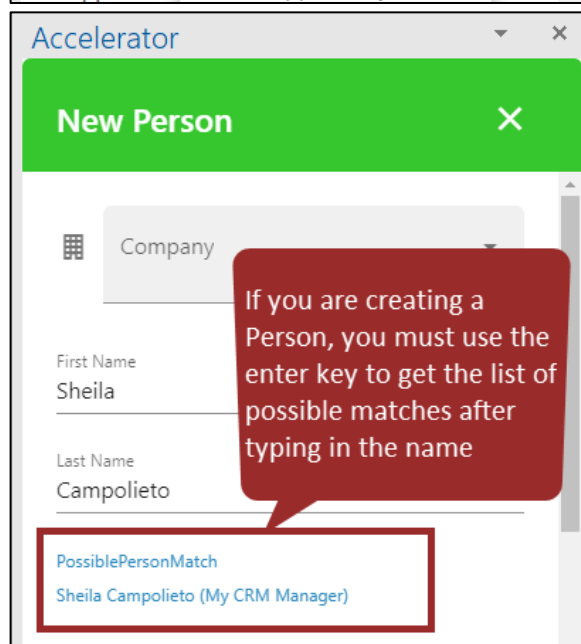 Accelerator
New Person
Company
If you are creating a
Person, you must use the
enter key to get the list of
possible matches after
typing in the name
First Name
Sheila
Last Name
Campolieto
PossiblePersonMatch
Sheila Campolieto (My CRM Manager)